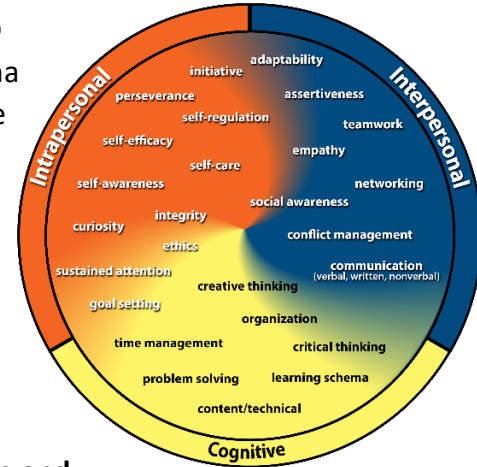 na
e
Intrapersonal
Interpersonal
Cognitive
adaptability
initiative
assertiveness
perseverance
self-regulation
teamwork
self-efficacy
empathy
self-care
self-awareness
networking
social awareness
integrity
curiosity
conflict management
ethics
communication
(verbal, written, nonverbal)
sustained attention
creative thinking
goal setting
organization
time management
critical thinking
problem solving
learning schema
content/technical